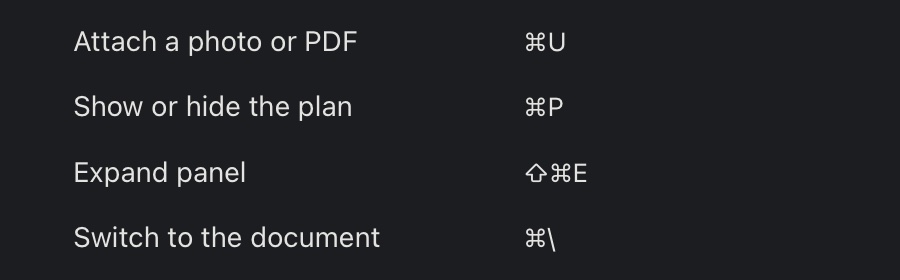 Attach a photo or PDF ⌘U
Show or hide the plan ⌘P
Expand panel ⇧⌘E
Switch to the document ⌘\